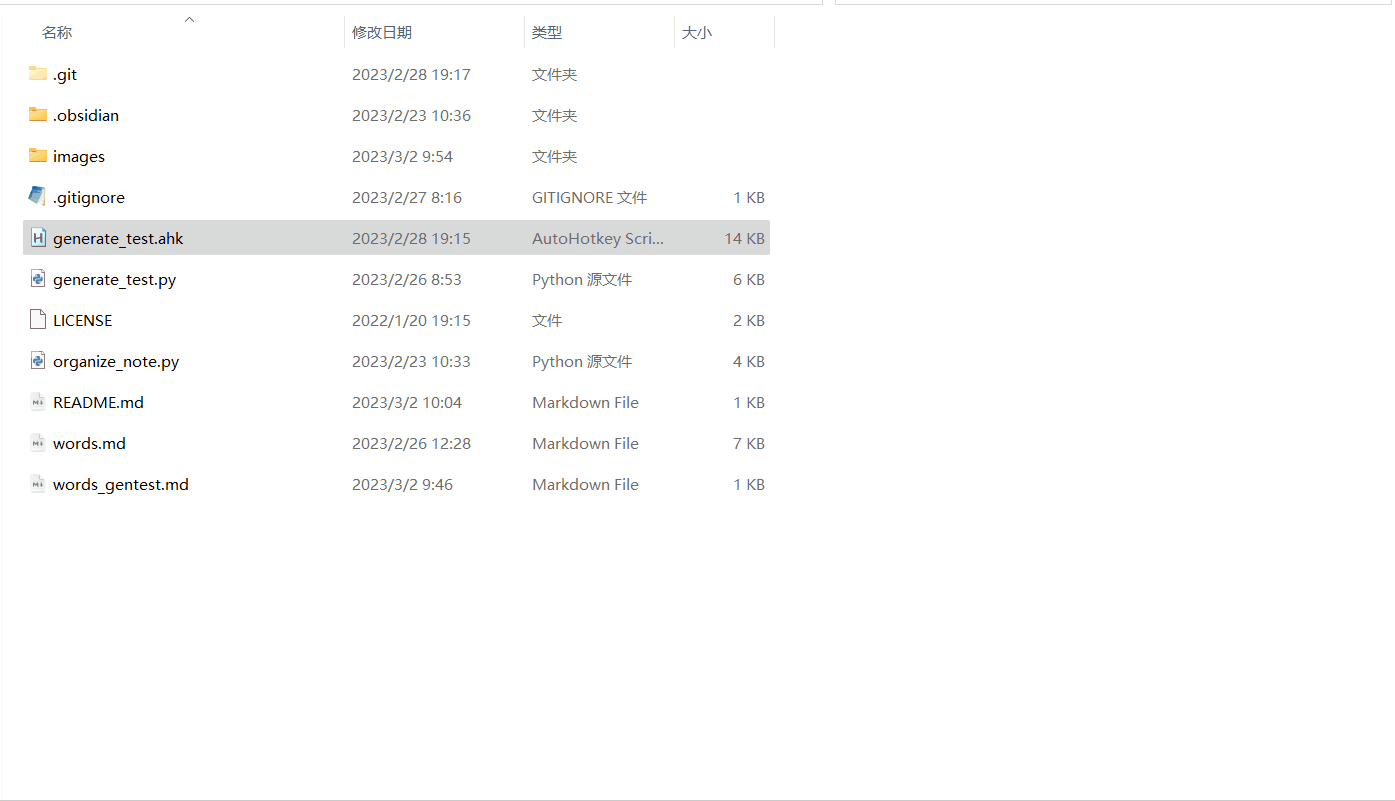 名称 修改日期 类型 大小
.git 2023/2/28 19:17 文件夹
.obsidian 2023/2/23 10:36 文件夹
images 2023/3/2 9:54 文件夹
.gitignore 2023/2/27 8:16 GITIGNORE 文件 1 KB
generate_test.ahk 2023/2/28 19:15 AutoHotkey Scri... 14 KB
generate_test.py 2023/2/26 8:53 Python 源文件 6 KB
LICENSE 2022/1/20 19:15 文件 2 KB
organize_note.py 2023/2/23 10:33 Python 源文件 4 KB
README.md 2023/3/2 10:04 Markdown File 1 KB
words.md 2023/2/26 12:28 Markdown File 7 KB
words_gentest.md 2023/3/2 9:46 Markdown File 1 KB